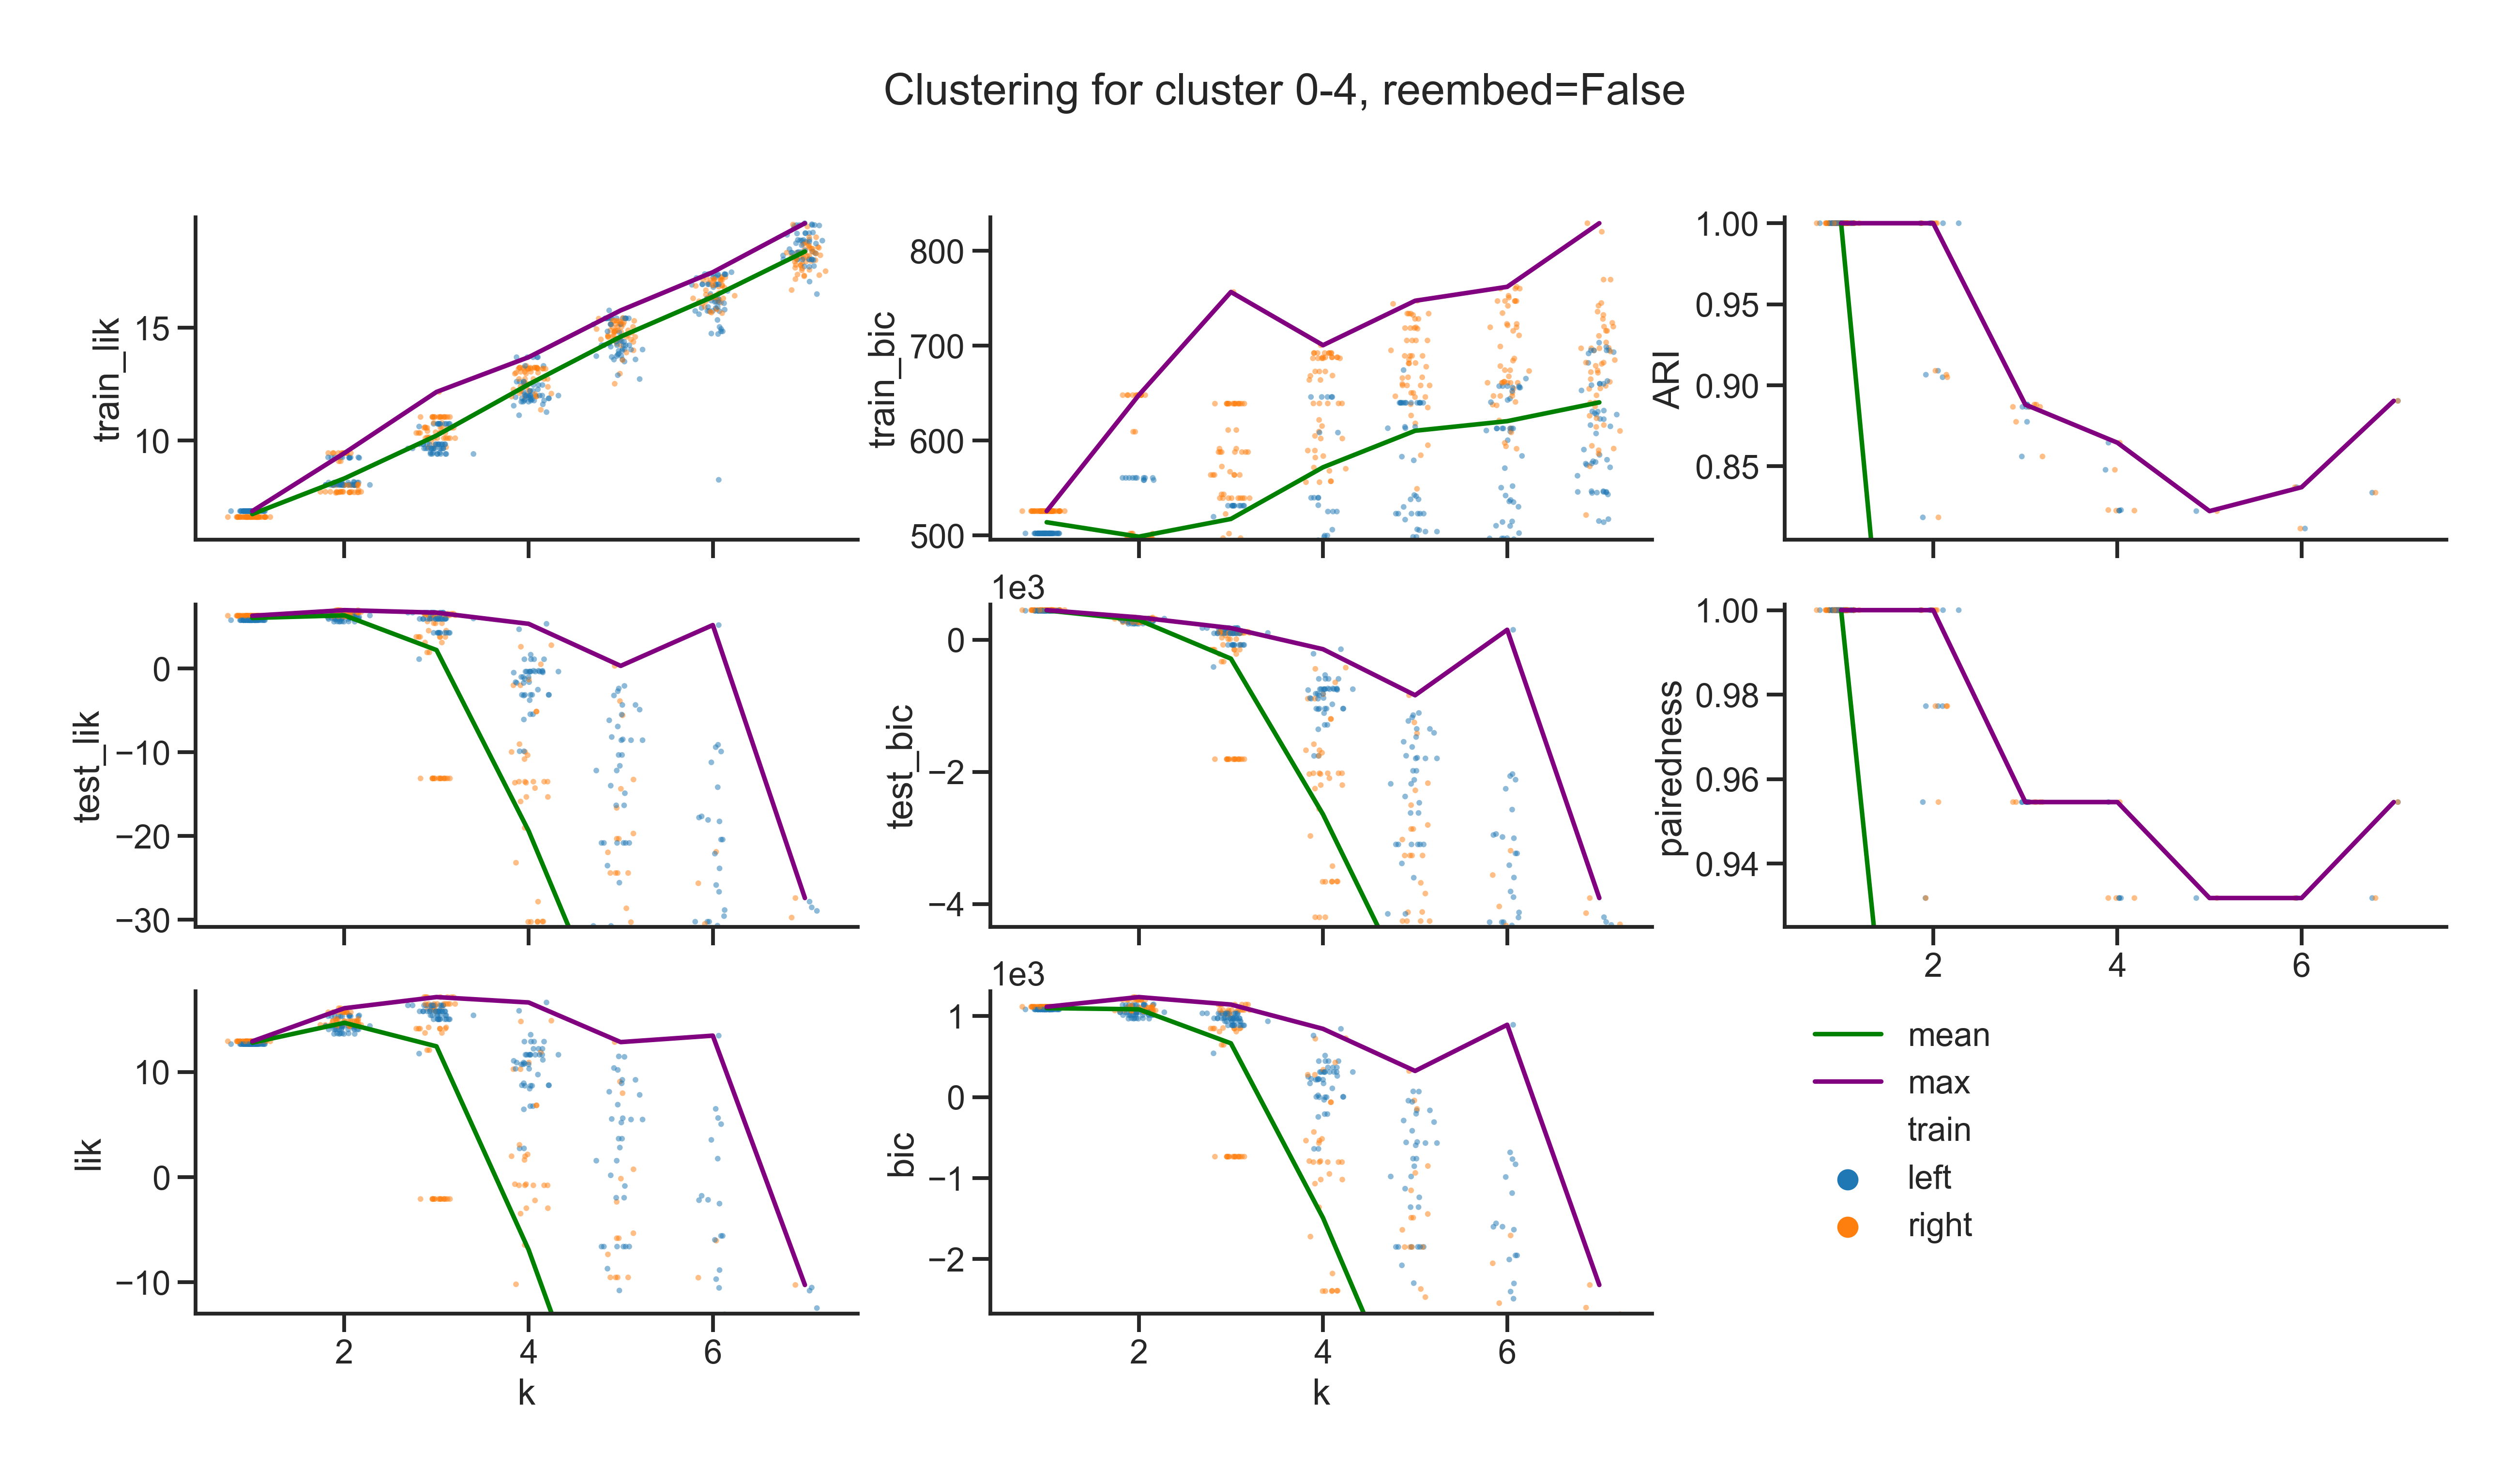 Clustering for cluster 0-4, reembed=False
train_lik
15
10
train_bic
800
700
600
500
ARI
1.00
0.95
0.90
0.85
test_lik
0
−10
−20
−30
1e3
test_bic
0
−2
−4
pairedness
1.00
0.98
0.96
0.94
2
4
6
lik
10
0
−10
2
4
6
k
1e3
bic
1
0
−1
−2
2
4
6
k
mean
max
train
left
right